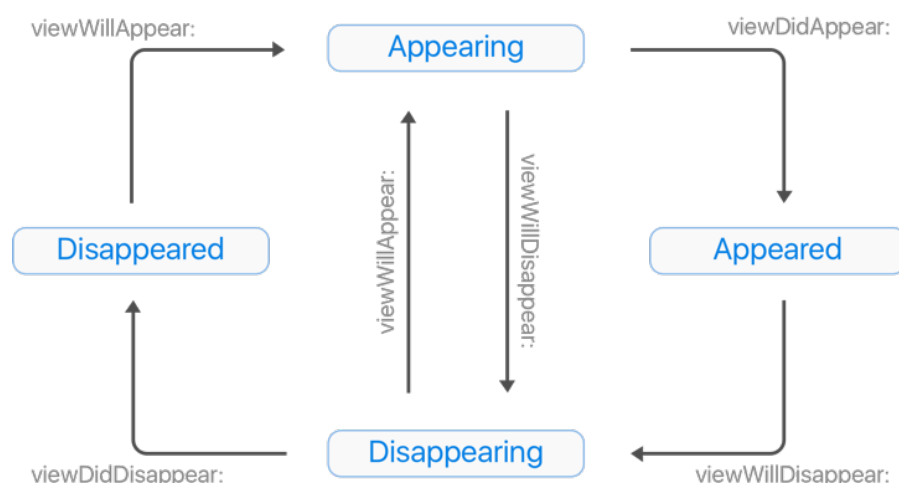 viewWillAppear:
Appearing
viewDidAppear:
viewWillAppear:
viewWillDisappear:
Disappeared
Appeared
Disappearing
viewDidDisappear:
viewWillDisappear: